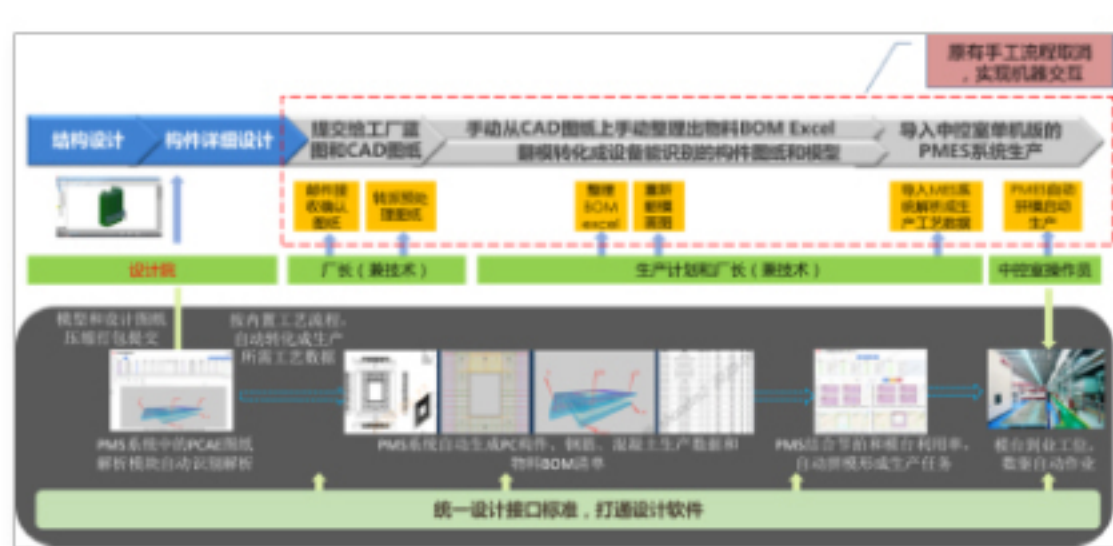 原有手工流程取消
，实现机器交互
结构设计
构件详细设计
提交给工厂蓝
图和CAD图纸
手动从CAD图纸上手动整理出物料BOM Excel
翻模转化成设备能识别的构件图纸和模型
导入中控室单机版的
PMES系统生产
邮件接
收确认
图纸
转派预处
理图纸
整理
BOM
excel
重新
翻模
蓝图
导入MES系
统解析成生
产工艺数据
PMES自动
拼模自动
生产
设计院
厂长（兼技术）
生产计划和厂长（兼技术）
中控室操作员
模型和设计图纸
压缩打包提交
按内置工艺流程，
自动转化成生产
所需工艺数据
PMS系统中的PCAE图纸
解析模块自动识别解析
PMS系统自动生成PC构件、钢筋、混凝土生产数据和
物料BOM清单
PMS结合节拍和模台利用率，
自动拼模形成生产任务
模台到业工位，
数据自动作业
统一设计接口标准，打通设计软件